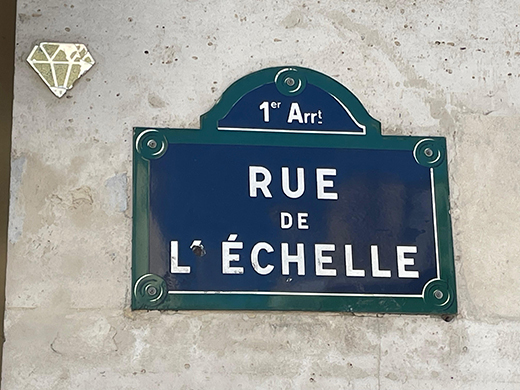 1er Arrt
RUE
DE
L'ÉCHELLE